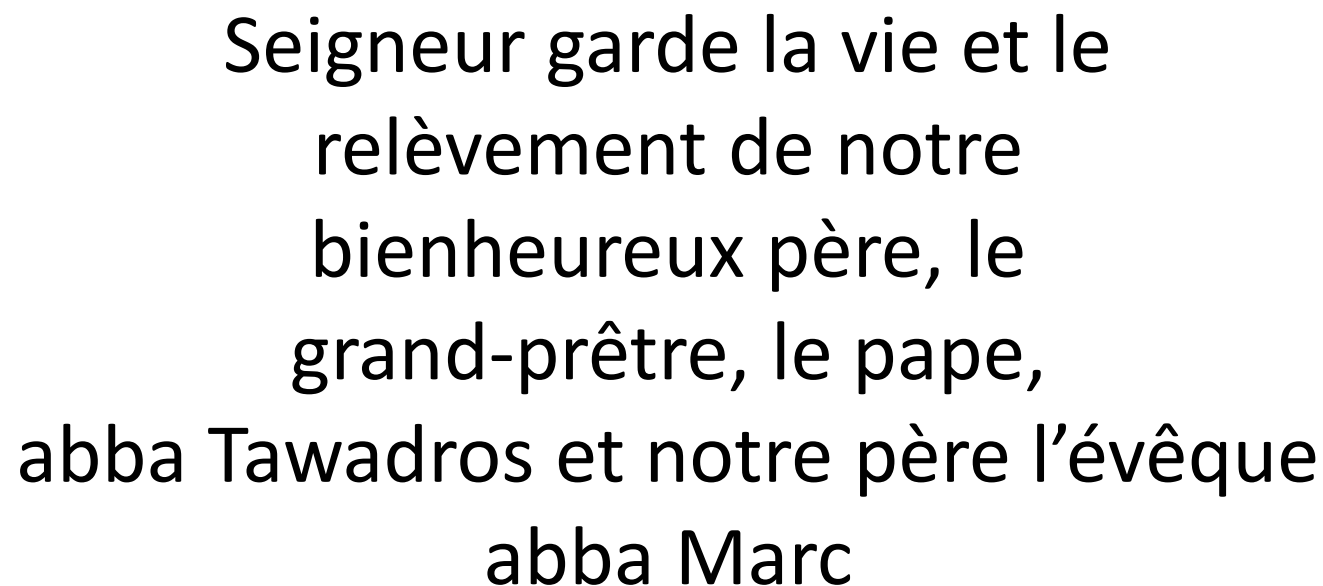 Seigneur garde la vie et le
relèvement de notre
bienheureux père, le
grand-prêtre, le pape,
abba Tawadros et notre père l’évêque
abba Marc